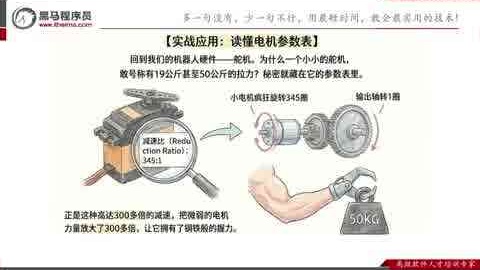 黑马程序员
www.itheima.com
多一句没有，少一句不行，用最短时间，教会最实用的技术！
【实战应用：读懂电机参数表】
回到我们的机器人硬件——舵机。为什么一个小小的舵机，
敢号称有19公斤甚至50公斤的拉力？秘密就藏在它的参数表里。
减速比（Redu
ction Ratio）：
345:1
小电机疯狂旋转345圈
输出轴转1圈
50KG
正是这种高达300多倍的减速，把微弱的电机
力量放大了300多倍，让它拥有了钢铁般的握力。
高级软件人才培训专家